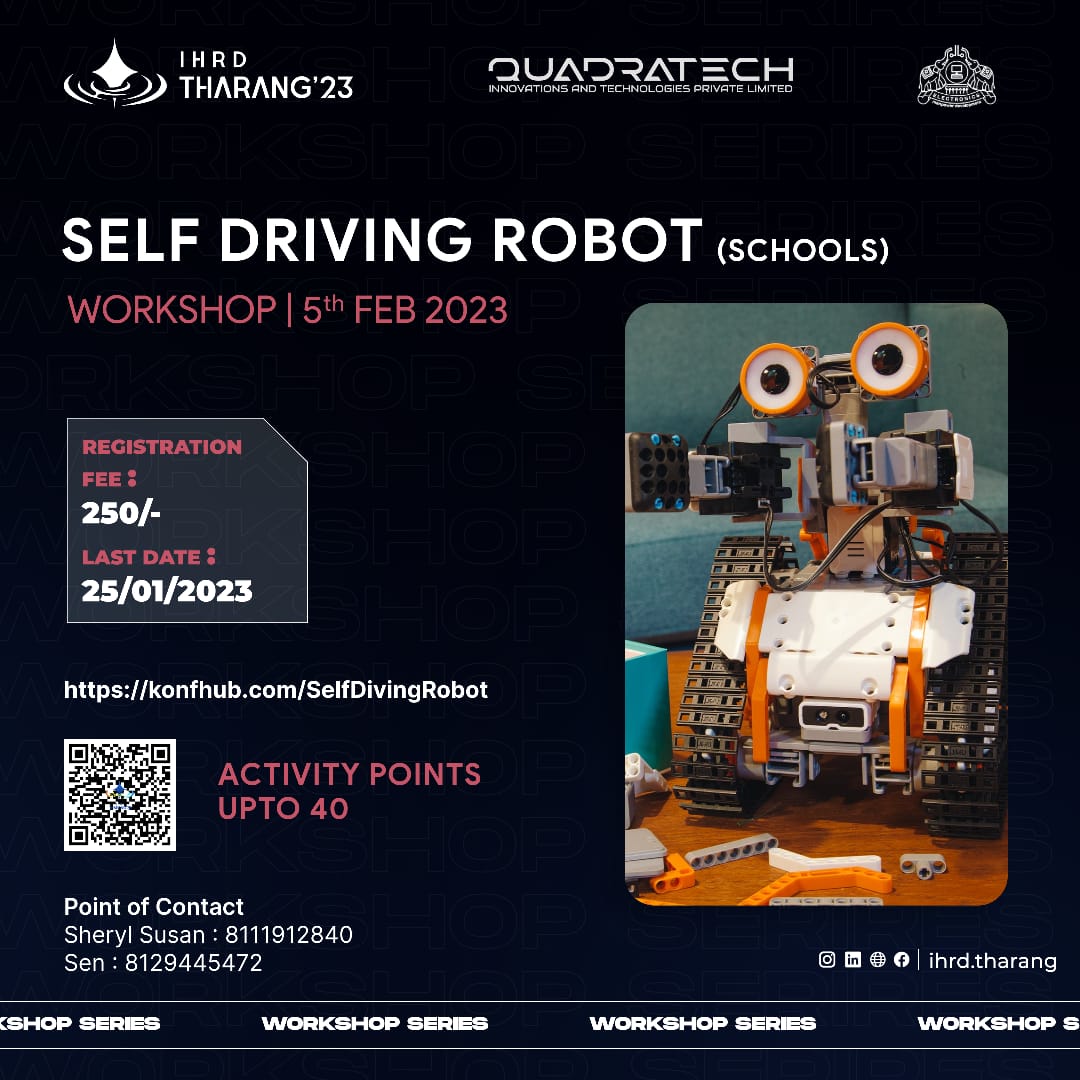 IHRD
THARANG'23
QUADRATECH
INNOVATIONS AND TECHNOLOGIES PRIVATE LIMITED
ELECTRONICS
SELF DRIVING ROBOT (SCHOOLS)
WORKSHOP | 5th FEB 2023
REGISTRATION
FEE :
250/-
LAST DATE :
25/01/2023
https://konfhub.com/SelfDivingRobot
ACTIVITY POINTS
UPTO 40
Point of Contact
Sheryl Susan : 8111912840
Sen : 8129445472
ihrd.tharang
KSHOP SERIES WORKSHOP SERIES WORKSHOP SERIES WORKSHOP S